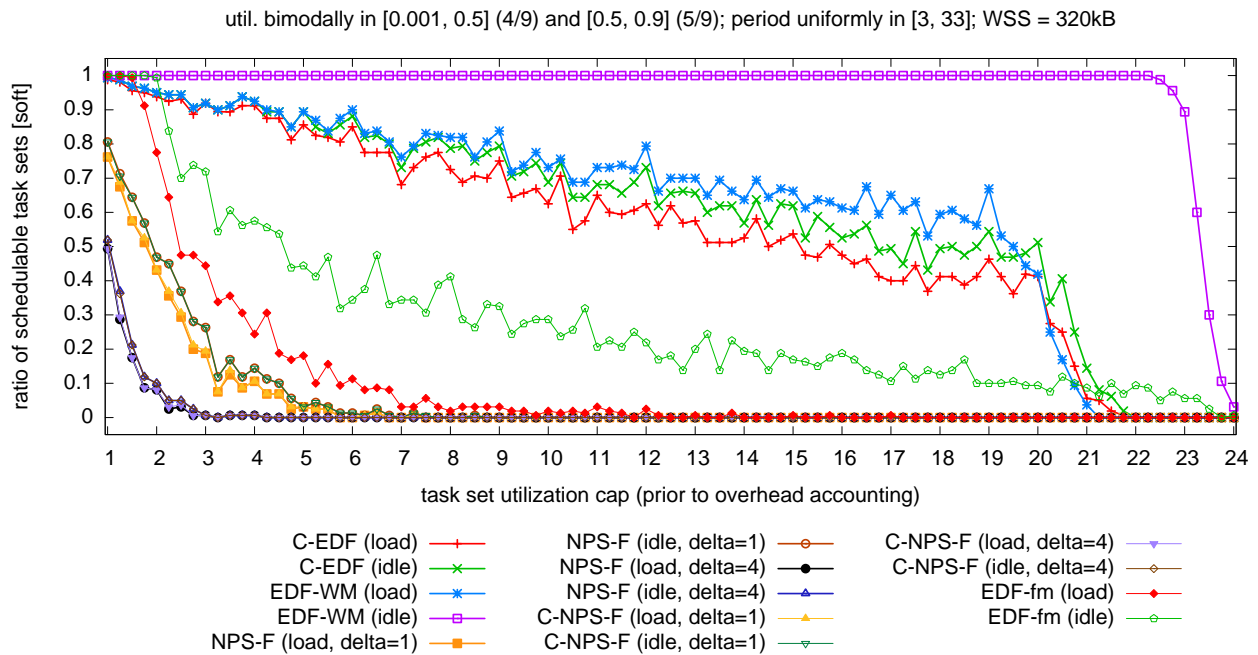 util. bimodally in [0.001, 0.5] (4/9) and [0.5, 0.9] (5/9); period uniformly in [3, 33]; WSS = 320kB
ratio of schedulable task sets [soft]
1
0.9
0.8
0.7
0.6
0.5
0.4
0.3
0.2
0.1
0
1 2 3 4 5 6 7 8 9 10 11 12 13 14 15 16 17 18 19 20 21 22 23 24
task set utilization cap (prior to overhead accounting)
C-EDF (load)
C-EDF (idle)
EDF-WM (load)
EDF-WM (idle)
NPS-F (load, delta=1)
NPS-F (idle, delta=1)
NPS-F (load, delta=4)
NPS-F (idle, delta=4)
C-NPS-F (load, delta=1)
C-NPS-F (idle, delta=1)
C-NPS-F (load, delta=4)
C-NPS-F (idle, delta=4)
EDF-fm (load)
EDF-fm (idle)